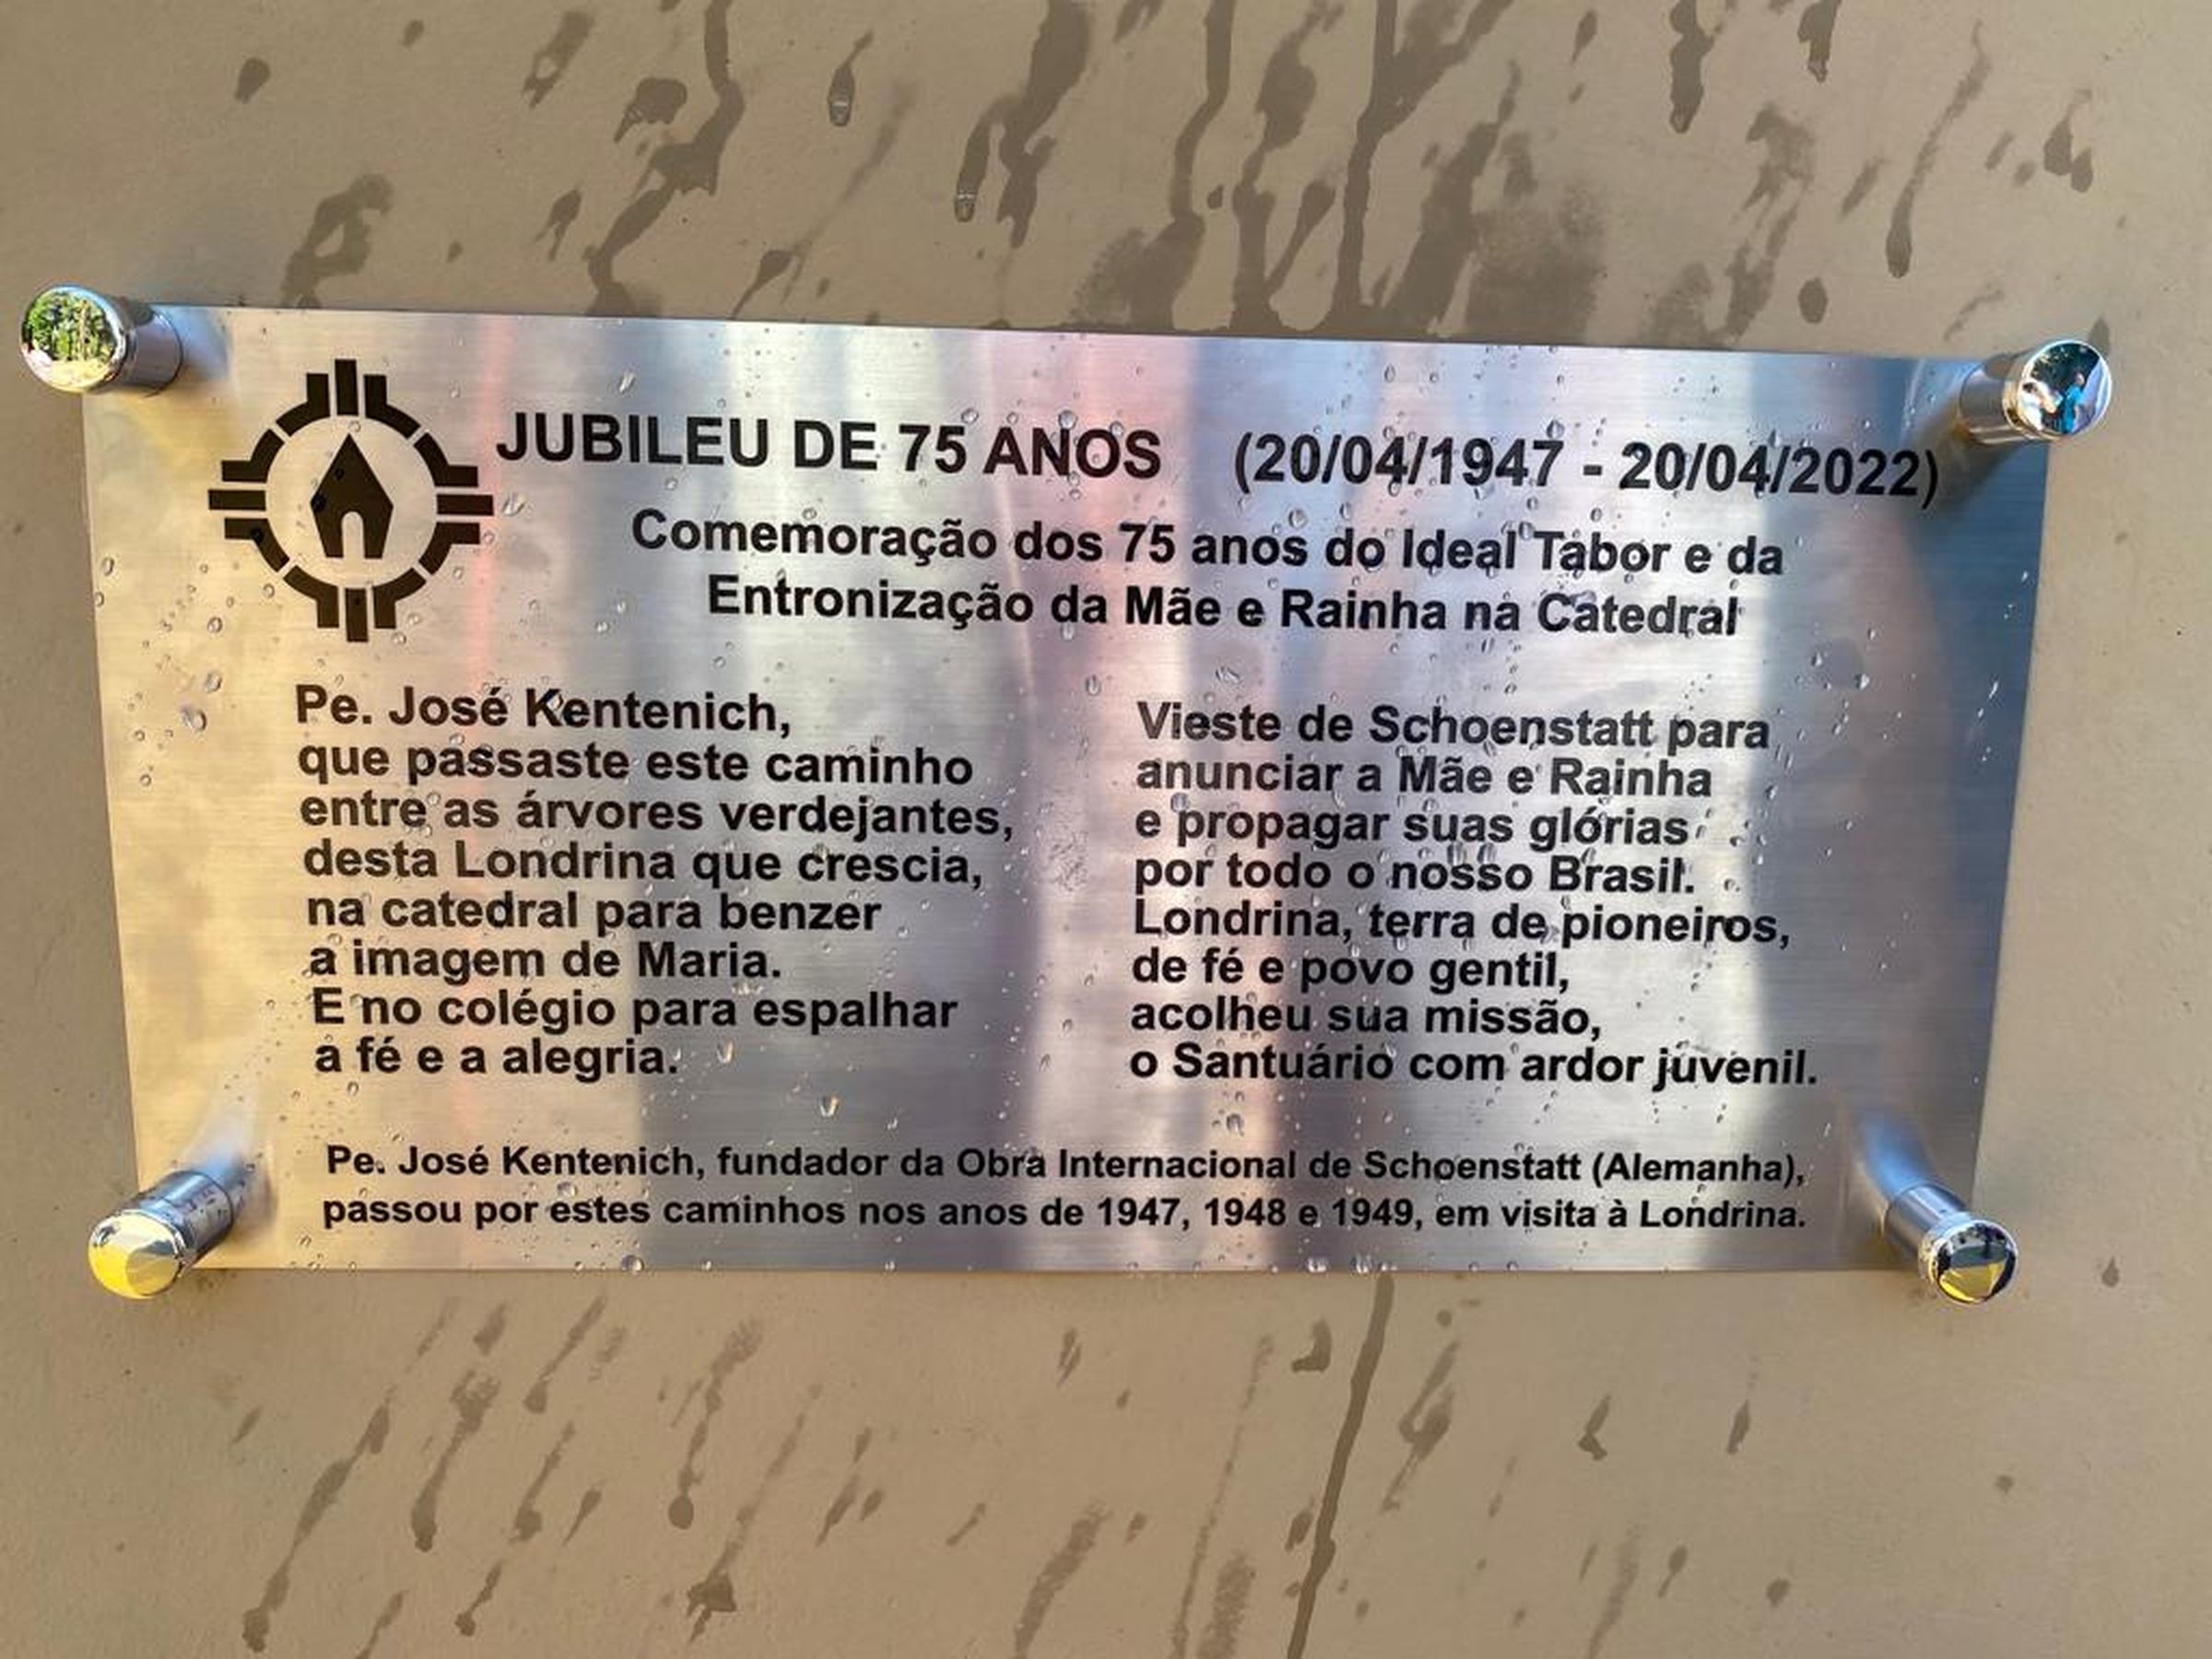 JUBILEU DE 75 ANOS (20/04/1947 - 20/04/2022)
Comemoração dos 75 anos do Ideal Tabor e da
Entronização da Mãe e Rainha na Catedral
Pe. José Kentenich,
que passaste este caminho
entre as árvores verdejantes,
desta Londrina que crescia,
na catedral para benzer
a imagem de Maria.
E no colégio para espalhar
a fé e a alegria.
Vieste de Schoenstatt para
anunciar a Mãe e Rainha
e propagar suas glórias
por todo o nosso Brasil.
Londrina, terra de pioneiros,
de fé e povo gentil,
acolheu sua missão,
o Santuário com ardor juvenil.
Pe. José Kentenich, fundador da Obra Internacional de Schoenstatt (Alemanha),
passou por estes caminhos nos anos de 1947, 1948 e 1949, em visita à Londrina.